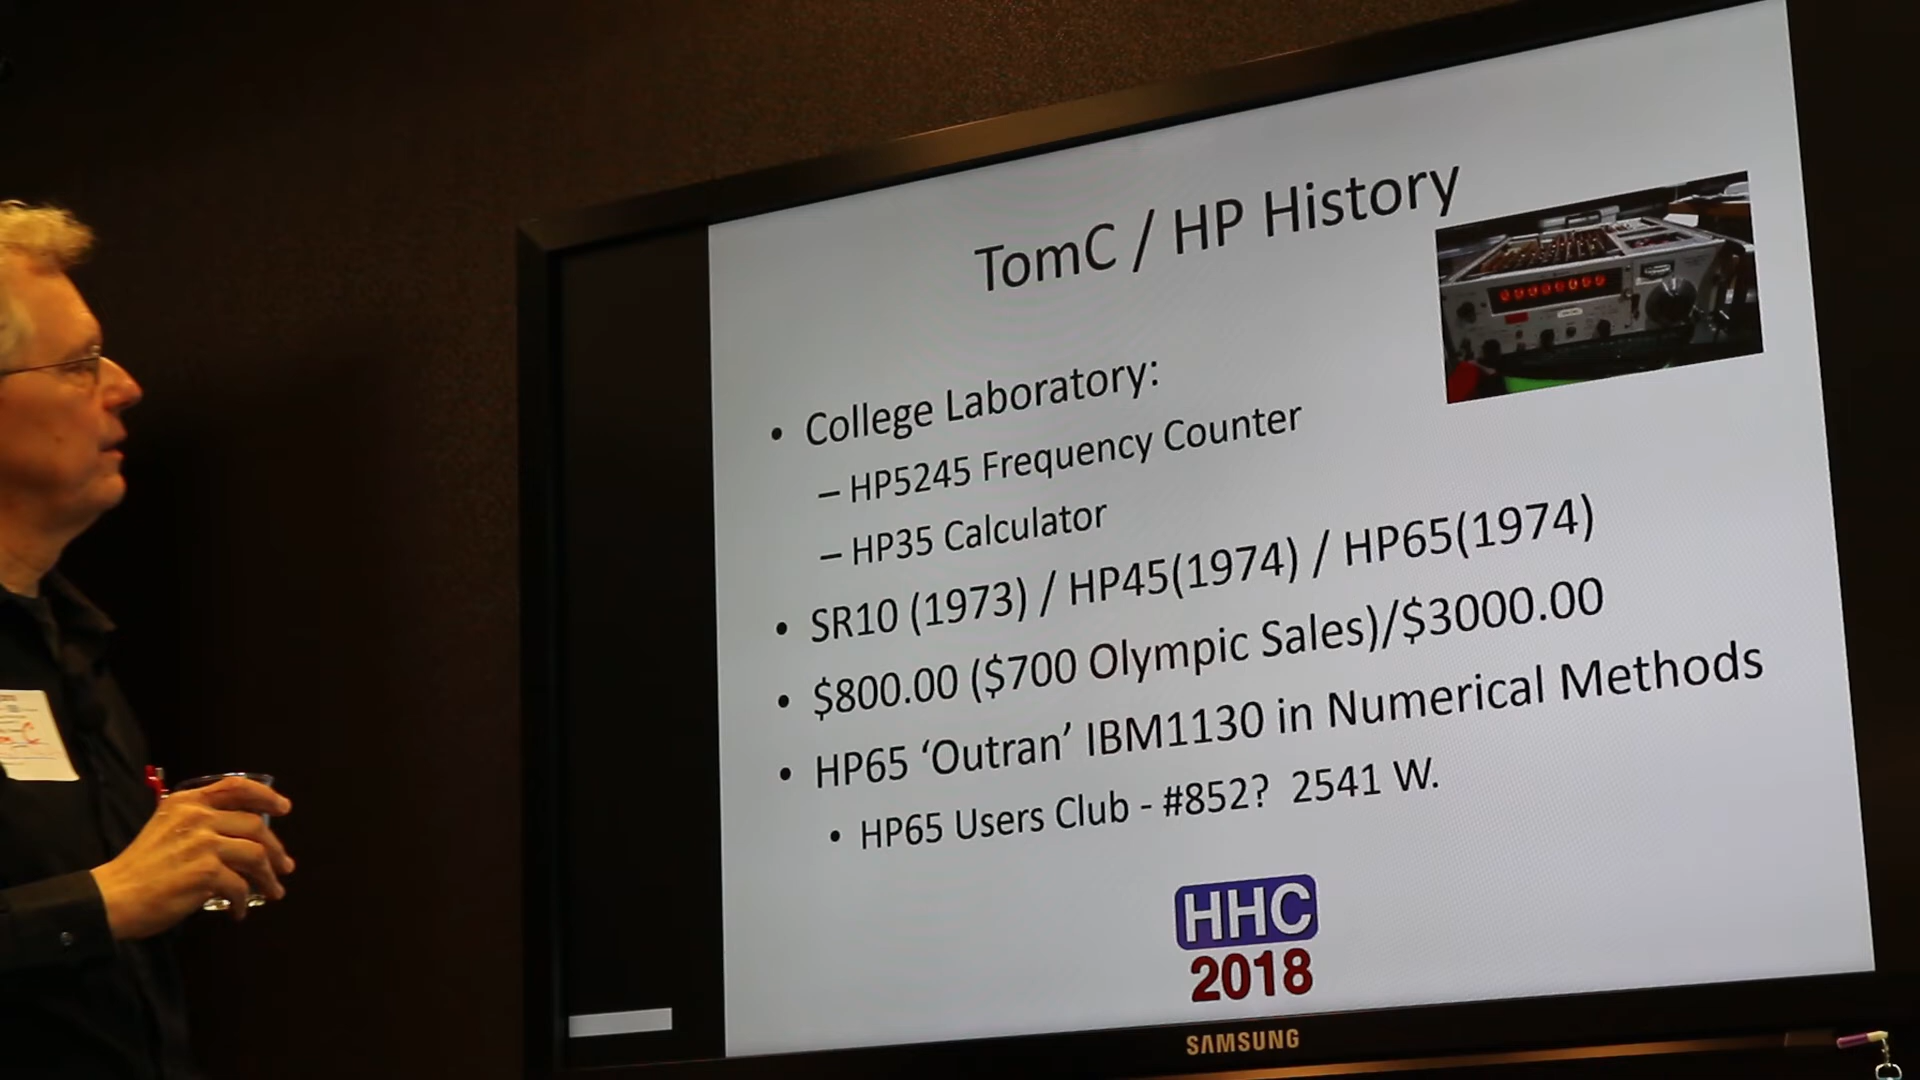 TomC / HP History
• College Laboratory:
– HP5245 Frequency Counter
– HP35 Calculator
• SR10 (1973) / HP45(1974) / HP65(1974)
• $800.00 ($700 Olympic Sales)/$3000.00
• HP65 ‘Outran’ IBM1130 in Numerical Methods
• HP65 Users Club - #852? 2541 W.
HHC
2018
SAMSUNG